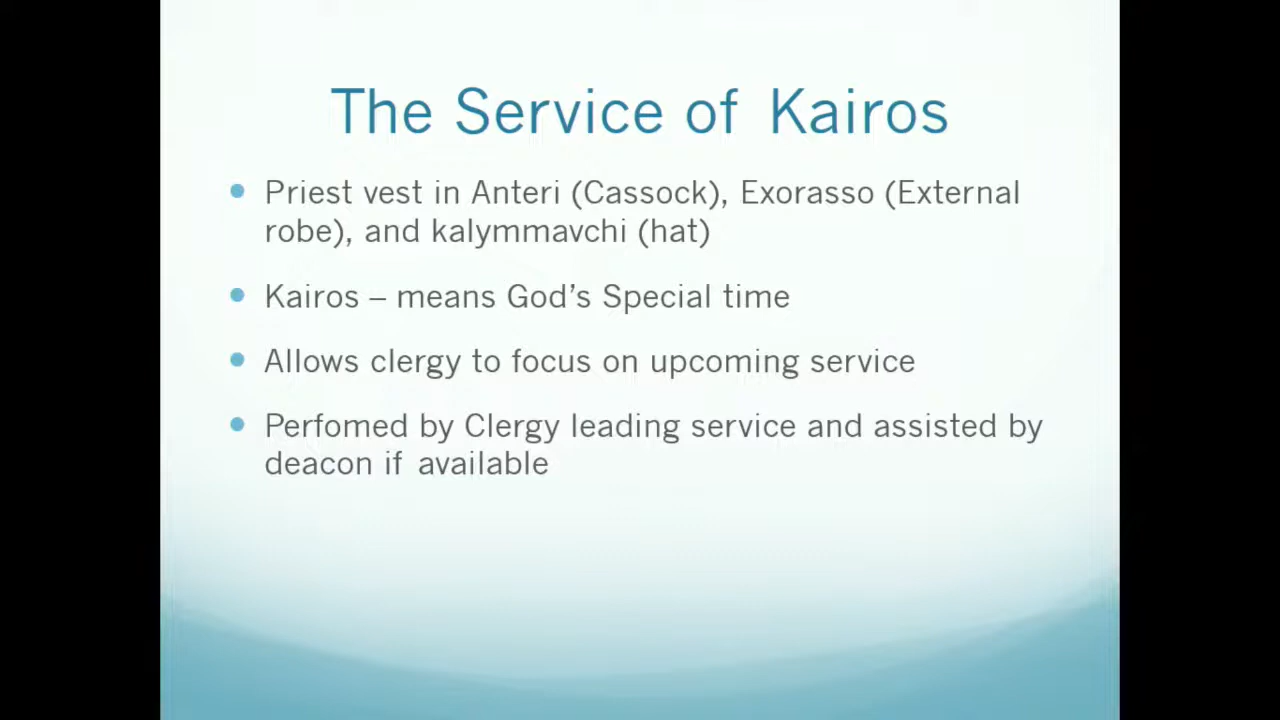 The Service of Kairos
• Priest vest in Anteri (Cassock), Exorasso (External
robe), and kalymmavchi (hat)
• Kairos – means God’s Special time
• Allows clergy to focus on upcoming service
• Perfomed by Clergy leading service and assisted by
deacon if available